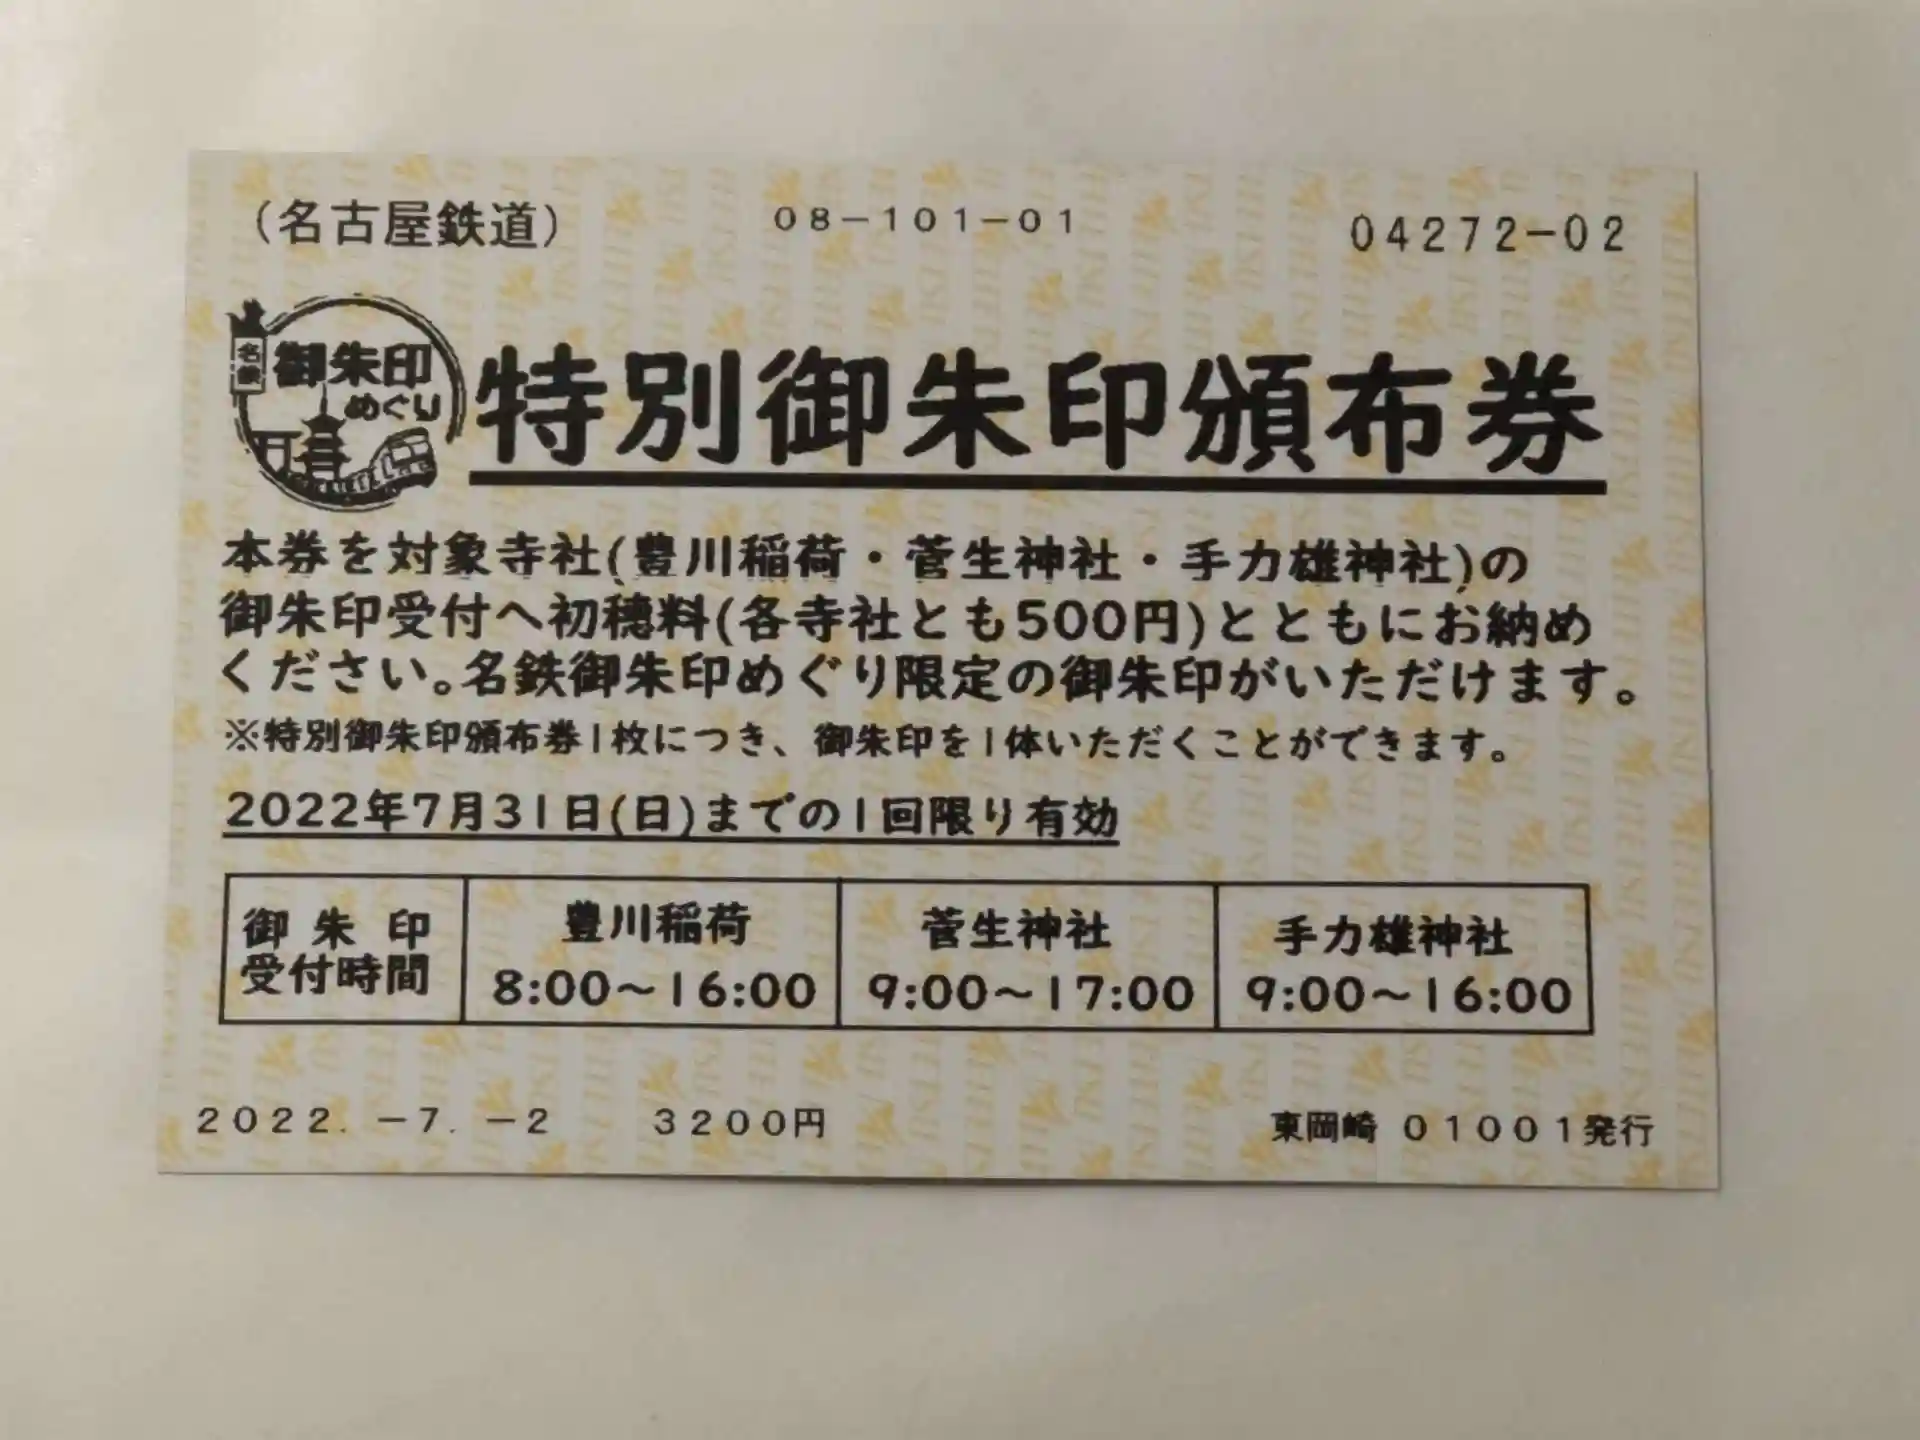 （名古屋鉄道）
08-101-01
04272-02
名鉄
御朱印
めぐり
特別御朱印頒布券
本券を対象寺社(豊川稲荷・菅生神社・手力雄神社)の
御朱印受付へ初穂料(各寺社とも500円)とともにお納め
ください。名鉄御朱印めぐり限定の御朱印がいただけます。
※特別御朱印頒布券1枚につき、御朱印を1体いただくことができます。
2022年7月31日(日)までの1回限り有効
御朱印
受付時間
豊川稲荷
8:00～16:00
菅生神社
9:00～17:00
手力雄神社
9:00～16:00
2022.-7.-2
3200円
東岡崎 01001発行